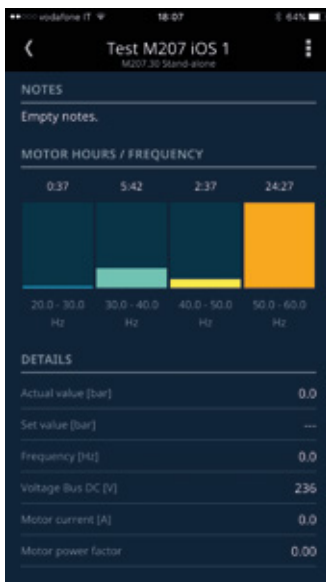 vodafone IT 18:07 64%
Test M207 iOS 1
M207.30 Stand-alone
NOTES
Empty notes.
MOTOR HOURS / FREQUENCY
0:37 5:42 2:37 24:27
20.0 - 30.0 30.0 - 40.0 40.0 - 50.0 50.0 - 60.0
Hz Hz Hz Hz
DETAILS
Actual value [bar] 0.0
Set value [bar] ---
Frequency [Hz] 0.0
Voltage Bus DC [V] 236
Motor current [A] 0.0
Motor power factor 0.00